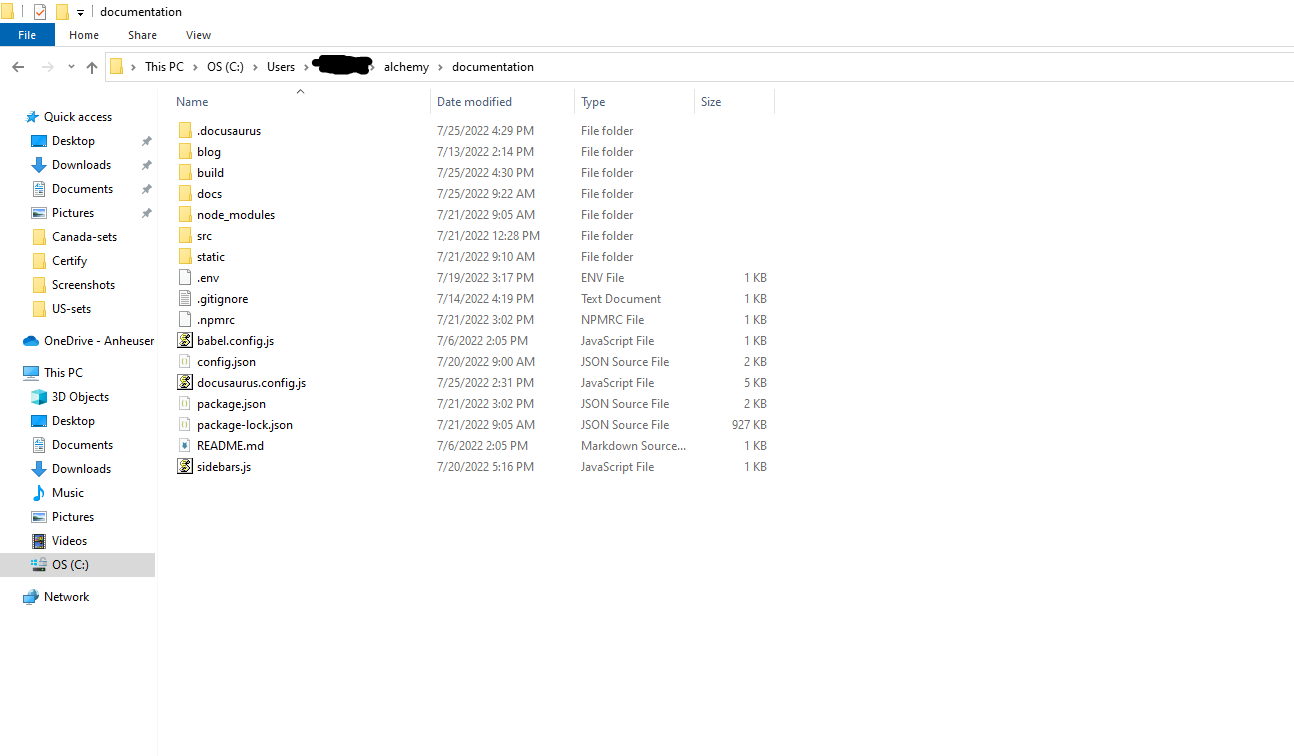 documentation
File Home Share View
This PC > OS (C:) > Users > > alchemy > documentation
Name Date modified Type Size
Quick access
Desktop
Downloads
Documents
Pictures
Canada-sets
Certify
Screenshots
US-sets
OneDrive - Anheuser
This PC
3D Objects
Desktop
Documents
Downloads
Music
Pictures
Videos
OS (C:)
Network
.docusaurus 7/25/2022 4:29 PM File folder
blog 7/13/2022 2:14 PM File folder
build 7/25/2022 4:30 PM File folder
docs 7/25/2022 9:22 AM File folder
node_modules 7/21/2022 9:05 AM File folder
src 7/21/2022 12:28 PM File folder
static 7/21/2022 9:10 AM File folder
.env 7/19/2022 3:17 PM ENV File 1 KB
.gitignore 7/14/2022 4:19 PM Text Document 1 KB
.npmrc 7/21/2022 3:02 PM NPMRC File 1 KB
babel.config.js 7/6/2022 2:05 PM JavaScript File 1 KB
config.json 7/20/2022 9:00 AM JSON Source File 2 KB
docusaurus.config.js 7/25/2022 2:31 PM JavaScript File 5 KB
package.json 7/21/2022 3:02 PM JSON Source File 2 KB
package-lock.json 7/21/2022 9:05 AM JSON Source File 927 KB
README.md 7/6/2022 2:05 PM Markdown Source... 1 KB
sidebars.js 7/20/2022 5:16 PM JavaScript File 1 KB